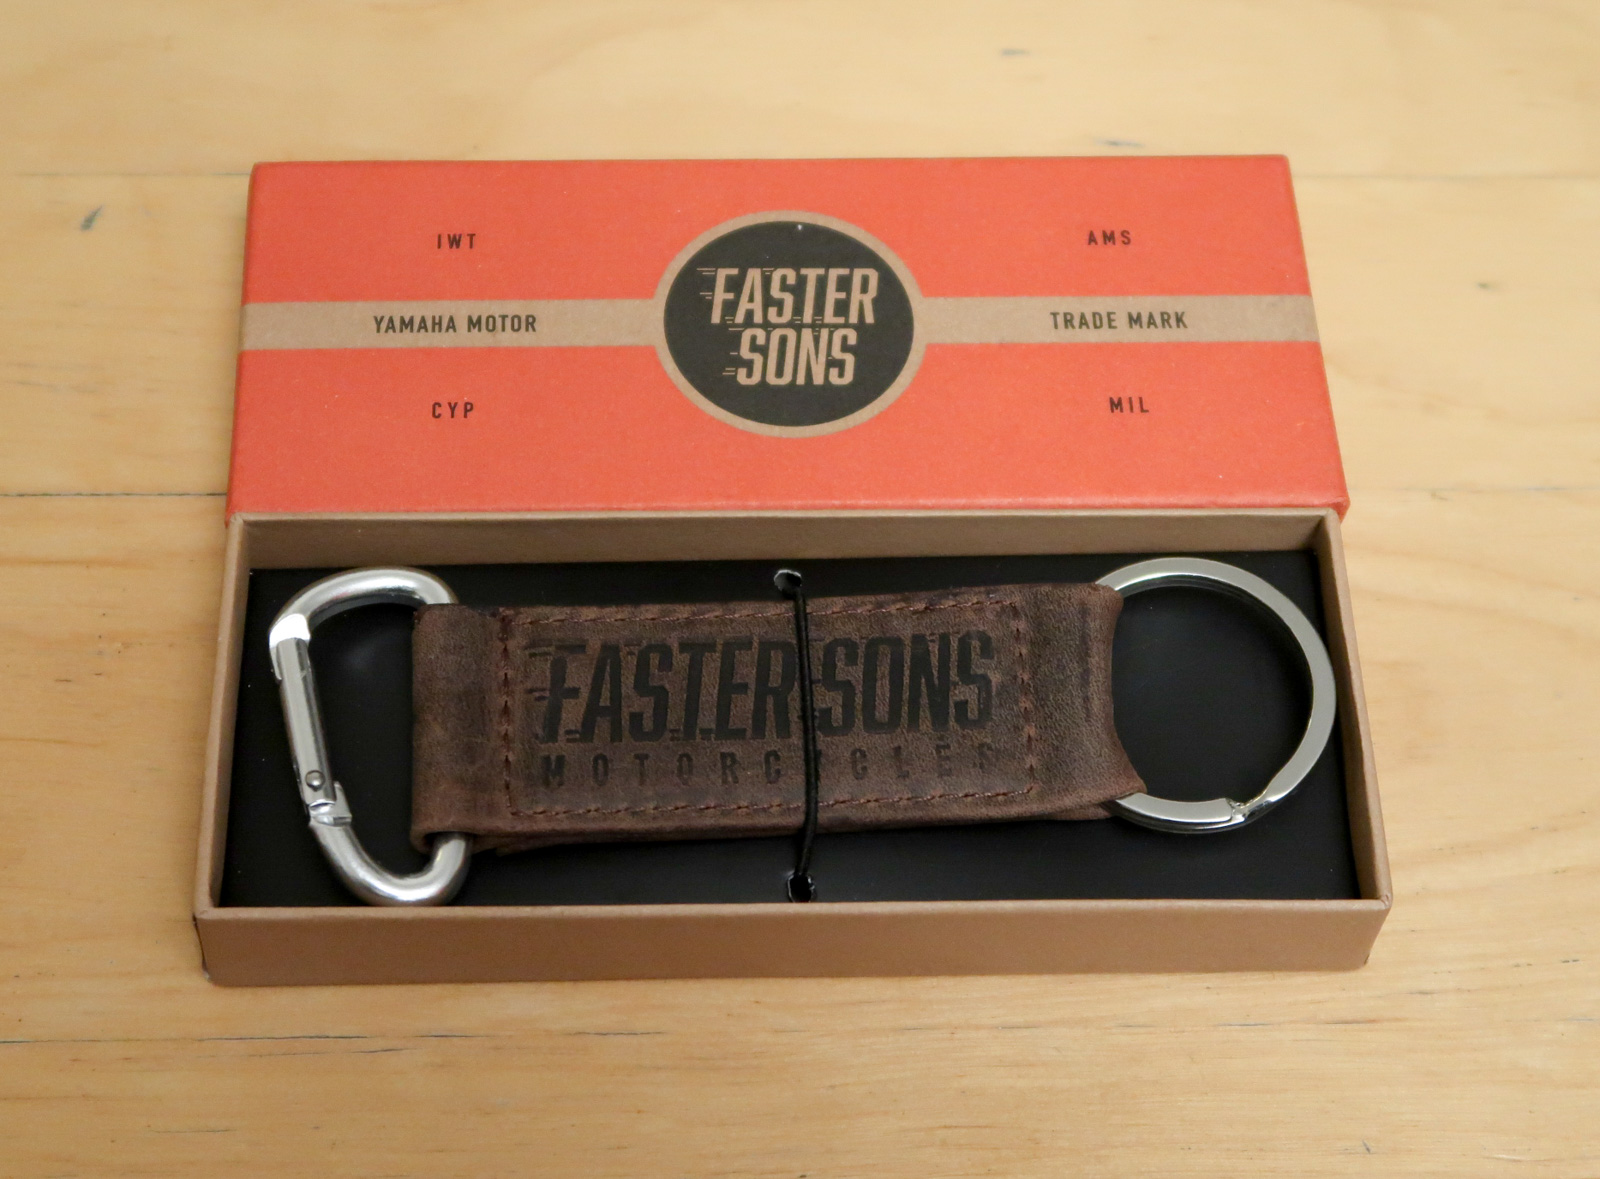 IWT
AMS
YAMAHA MOTOR
FASTER
SONS
TRADE MARK
CYP
MIL
FASTER SONS
MOTORCYCLES